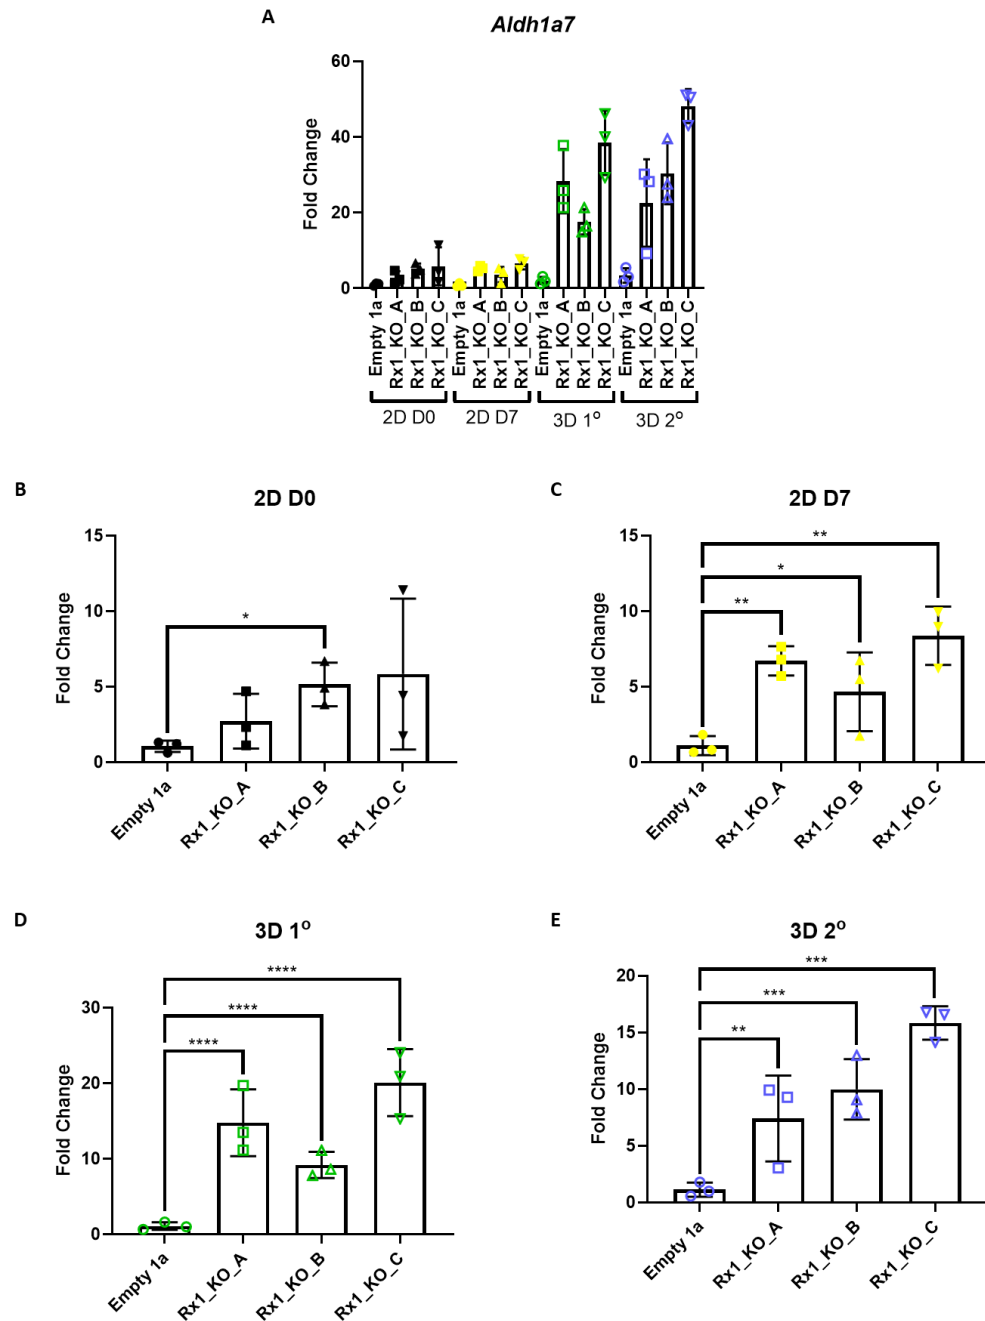 A
Aldh1a7
Fold Change
60
40
20
0
Empty 1a
Rx1_KO_A
Rx1_KO_B
Rx1_KO_C
Empty 1a
Rx1_KO_A
Rx1_KO_B
Rx1_KO_C
Empty 1a
Rx1_KO_A
Rx1_KO_B
Rx1_KO_C
Empty 1a
Rx1_KO_A
Rx1_KO_B
Rx1_KO_C
2D D0
2D D7
3D 1°
3D 2°
B
2D D0
Fold Change
15
10
5
0
*
Empty 1a
Rx1_KO_A
Rx1_KO_B
Rx1_KO_C
C
2D D7
Fold Change
15
10
5
0
**
*
**
Empty 1a
Rx1_KO_A
Rx1_KO_B
Rx1_KO_C
D
3D 1°
Fold Change
30
20
10
0
****
****
****
Empty 1a
Rx1_KO_A
Rx1_KO_B
Rx1_KO_C
E
3D 2°
Fold Change
20
15
10
5
0
***
***
**
Empty 1a
Rx1_KO_A
Rx1_KO_B
Rx1_KO_C